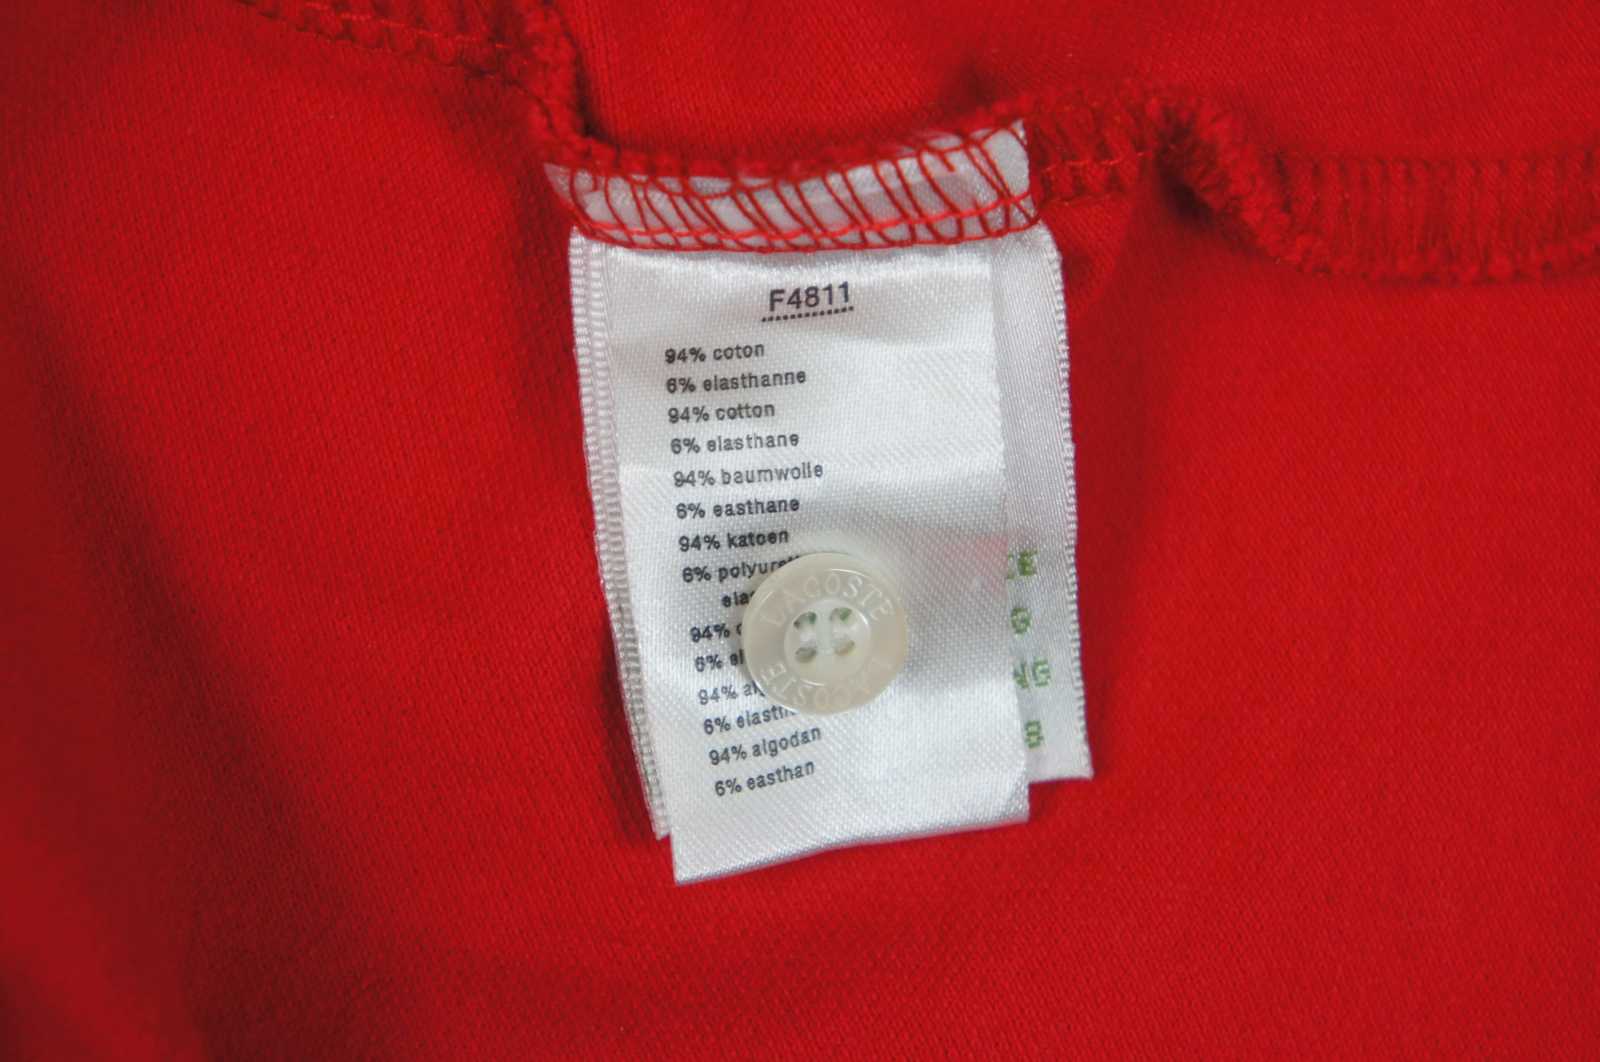 F4811
94% coton
6% elasthanne
94% cotton
6% elasthane
94% baumwolle
6% easthane
94% katoen
6%
94%
6%
94%
6%
94% algodan
6% easthan
LACOSTE
LACOSTE